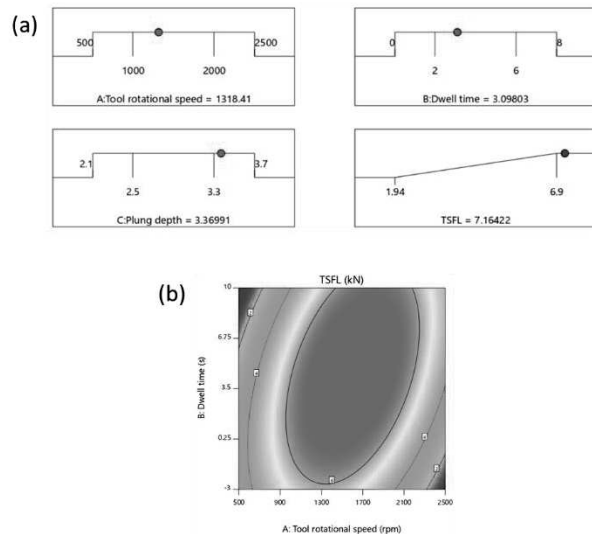 (a)
500 2500
1000 2000
A:Tool rotational speed = 1318.41
0 8
2 6
B:Dwell time = 3.09803
2.1 3.7
2.5 3.3
C:Plung depth = 3.36991
1.94 6.9
TSFL = 7.16422
(b)
TSFL (kN)
B: Dwell time (s)
10
6.75
3.5
0.25
-3
500 900 1300 1700 2100 2500
A: Tool rotational speed (rpm)